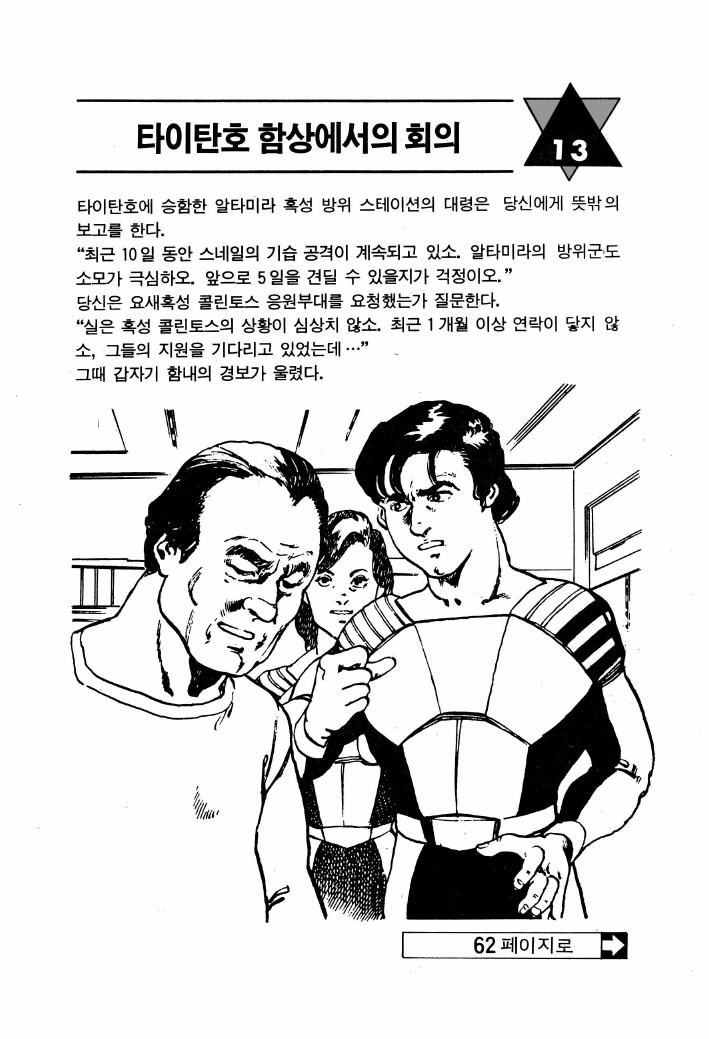 타이탄호 함상에서의 회의
13
타이탄호에 승함한 알타미라 혹성 방위 스테이션의 대령은 당신에게 뜻밖의
보고를 한다.
“최근 10일 동안 스네일의 기습 공격이 계속되고 있소. 알타미라의 방위군도
소모가 극심하오. 앞으로 5일을 견딜 수 있을지가 걱정이오.”
당신은 요새혹성 콜린토스 응원부대를 요청했는가 질문한다.
“실은 혹성 콜린토스의 상황이 심상치 않소. 최근 1개월 이상 연락이 닿지 않
소, 그들의 지원을 기다리고 있었는데…”
그때 갑자기 함내의 경보가 울렸다.
62 페이지로